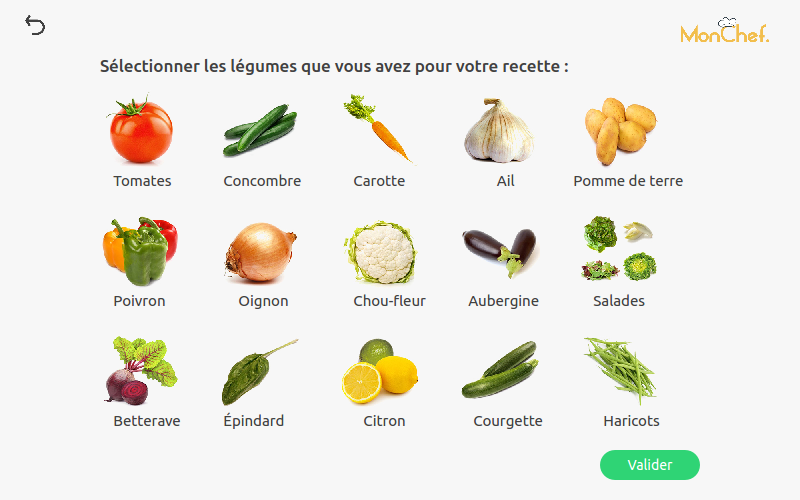 MonChef.
Sélectionner les légumes que vous avez pour votre recette :
Tomates
Concombre
Carotte
Ail
Pomme de terre
Poivron
Oignon
Chou-fleur
Aubergine
Salades
Betterave
Épindard
Citron
Courgette
Haricots
Valider